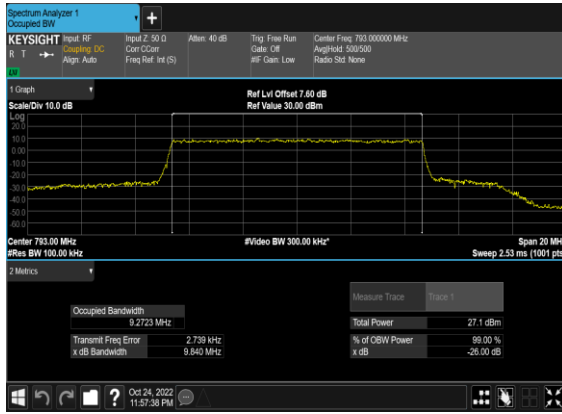 Spectrum Analyzer 1
Occupied BW
+
KEYSIGHT
R T
LW
Input: RF
Coupling: DC
Align: Auto
Input Z: 50 Ω
Corr CCorr
Freq Ref: Int (S)
Atten: 40 dB
Trig: Free Run
Gate: Off
#IF Gain: Low
Center Freq: 793.000000 MHz
Avg|Hold: 500/500
Radio Std: None
1 Graph
Scale/Div 10.0 dB
Ref Lvl Offset 7.60 dB
Ref Value 30.00 dBm
Log
20.0
10.0
0.00
-10.0
-20.0
-30.0
-40.0
-50.0
-60.0
Center 793.00 MHz
#Res BW 100.00 kHz
#Video BW 300.00 kHz*
Span 20 MH
Sweep 2.53 ms (1001 pts
2 Metrics
Measure Trace Trace 1
Occupied Bandwidth
9.2723 MHz
Total Power 27.1 dBm
Transmit Freq Error 2.739 kHz
% of OBW Power 99.00 %
x dB Bandwidth 9.840 MHz
x dB -26.00 dB
?
Oct 24, 2022
11:57:38 PM